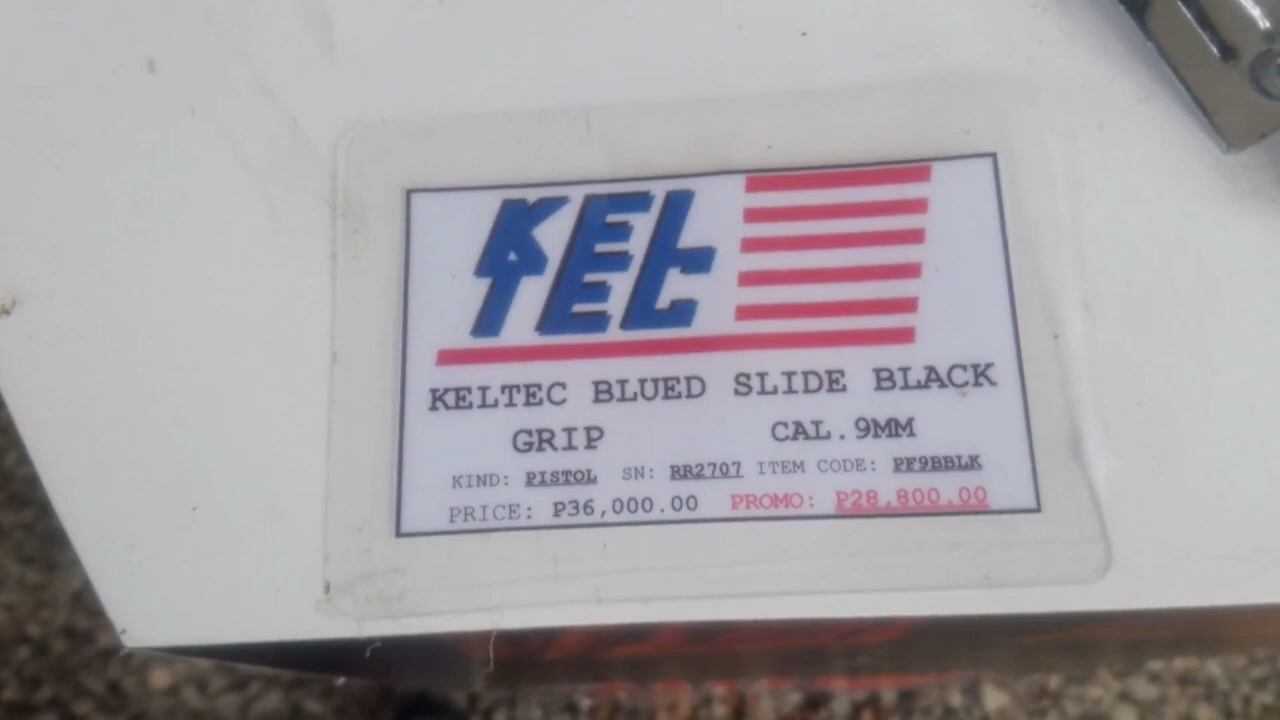 KEL
TEC
KELTEC BLUED SLIDE BLACK
GRIP CAL.9MM
KIND: PISTOL SN: RR2707 ITEM CODE: PF9BBLK
PRICE: P36,000.00 PROMO: P28,800.00